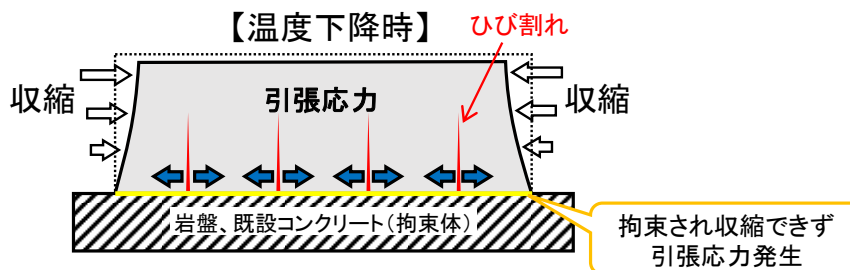 【温度下降時】
ひび割れ
収縮
引張応力
収縮
岩盤、既設コンクリート(拘束体)
拘束され収縮できず
引張応力発生